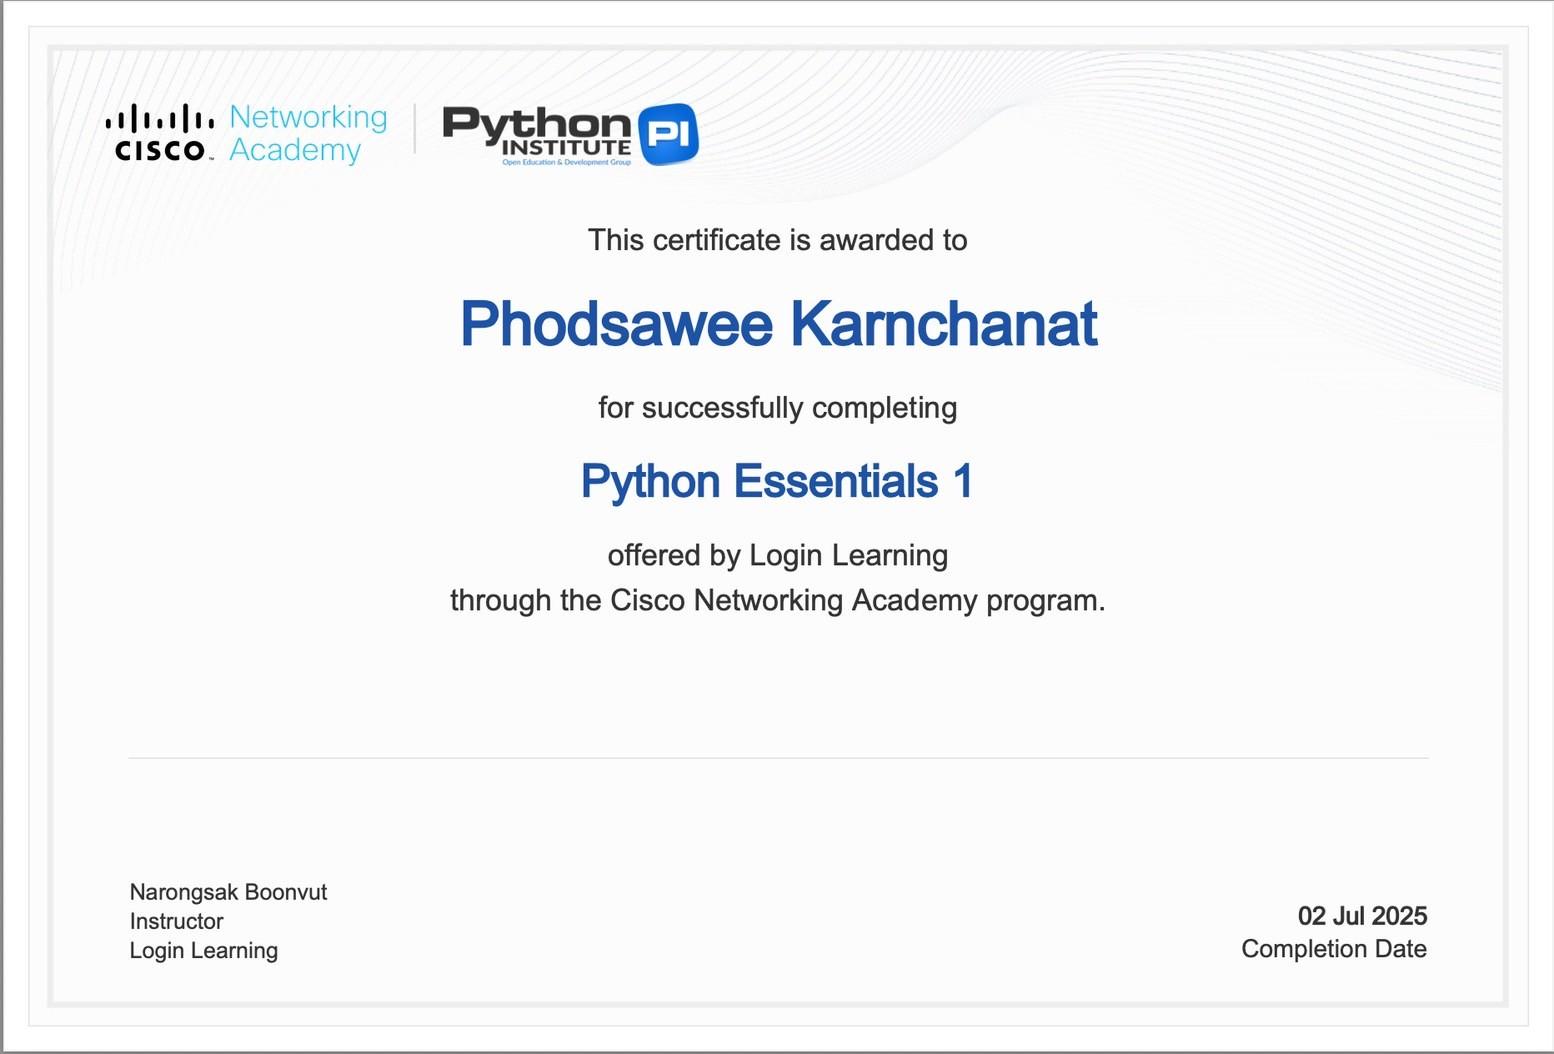 CISCO
Networking
Academy
Python
INSTITUTE
Open Education & Development Group
PI
This certificate is awarded to
Phodsawee Karnchanat
for successfully completing
Python Essentials 1
offered by Login Learning
through the Cisco Networking Academy program.
Narongsak Boonvut
Instructor
Login Learning
02 Jul 2025
Completion Date